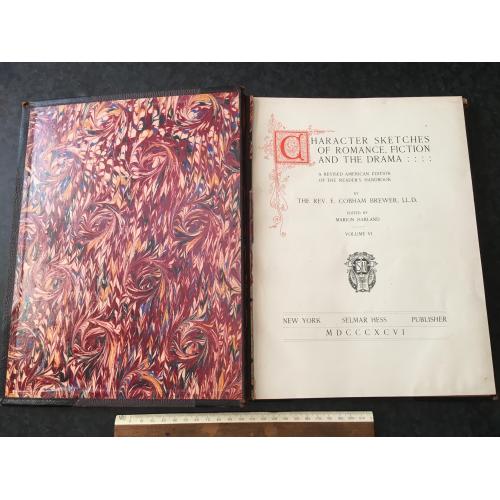 CHARACTER SKETCHES
OF ROMANCE, FICTION
AND THE DRAMA : : : :
A REVISED AMERICAN EDITION
OF THE READER'S HANDBOOK
BY
THE REV. E. COBHAM BREWER, LL.D.
EDITED BY
MARION HARLAND
VOLUME VI
NEW YORK SELMAR HESS PUBLISHER
MDCCCXCVI